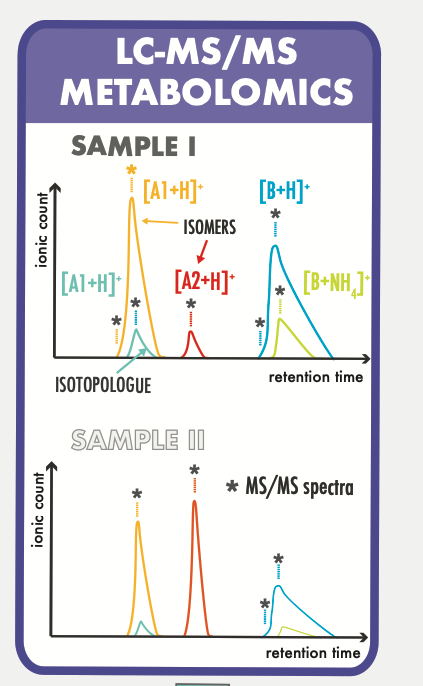 LC-MS/MS
METABOLOMICS
SAMPLE I
[A1+H]⁺
[B+H]⁺
ISOMERS
[A1+H]⁺
[A2+H]⁺
[B+NH₄]⁺
ionic count
ISOTOPOLOGUE
retention time
SAMPLE II
* MS/MS spectra
ionic count
retention time